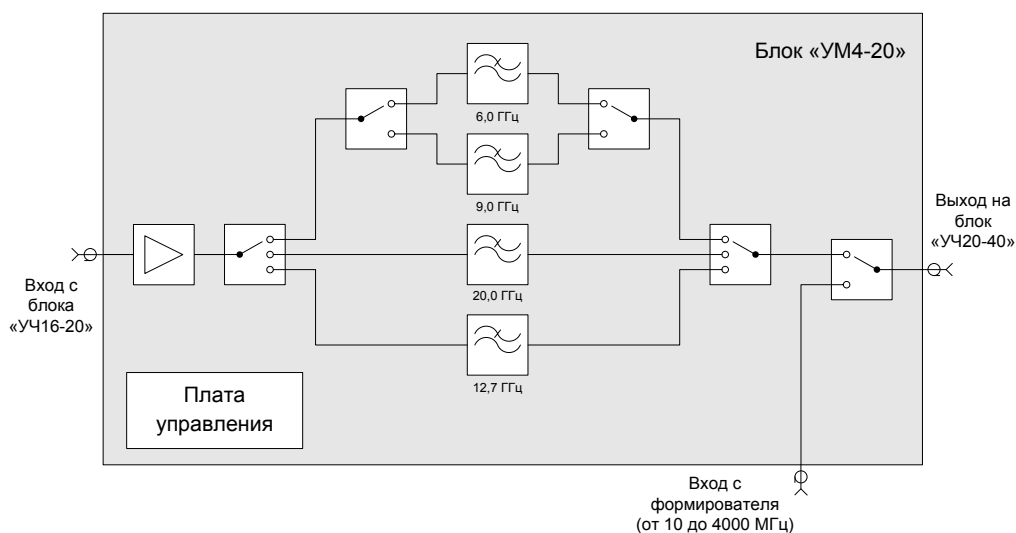 Блок «УМ4-20»
6,0 ГГц
9,0 ГГц
Выход на
блок
«УЧ20-40»
Вход с
блока
«УЧ16-20»
20,0 ГГц
12,7 ГГц
Плата
управления
Вход с
формирователя
(от 10 до 4000 МГц)